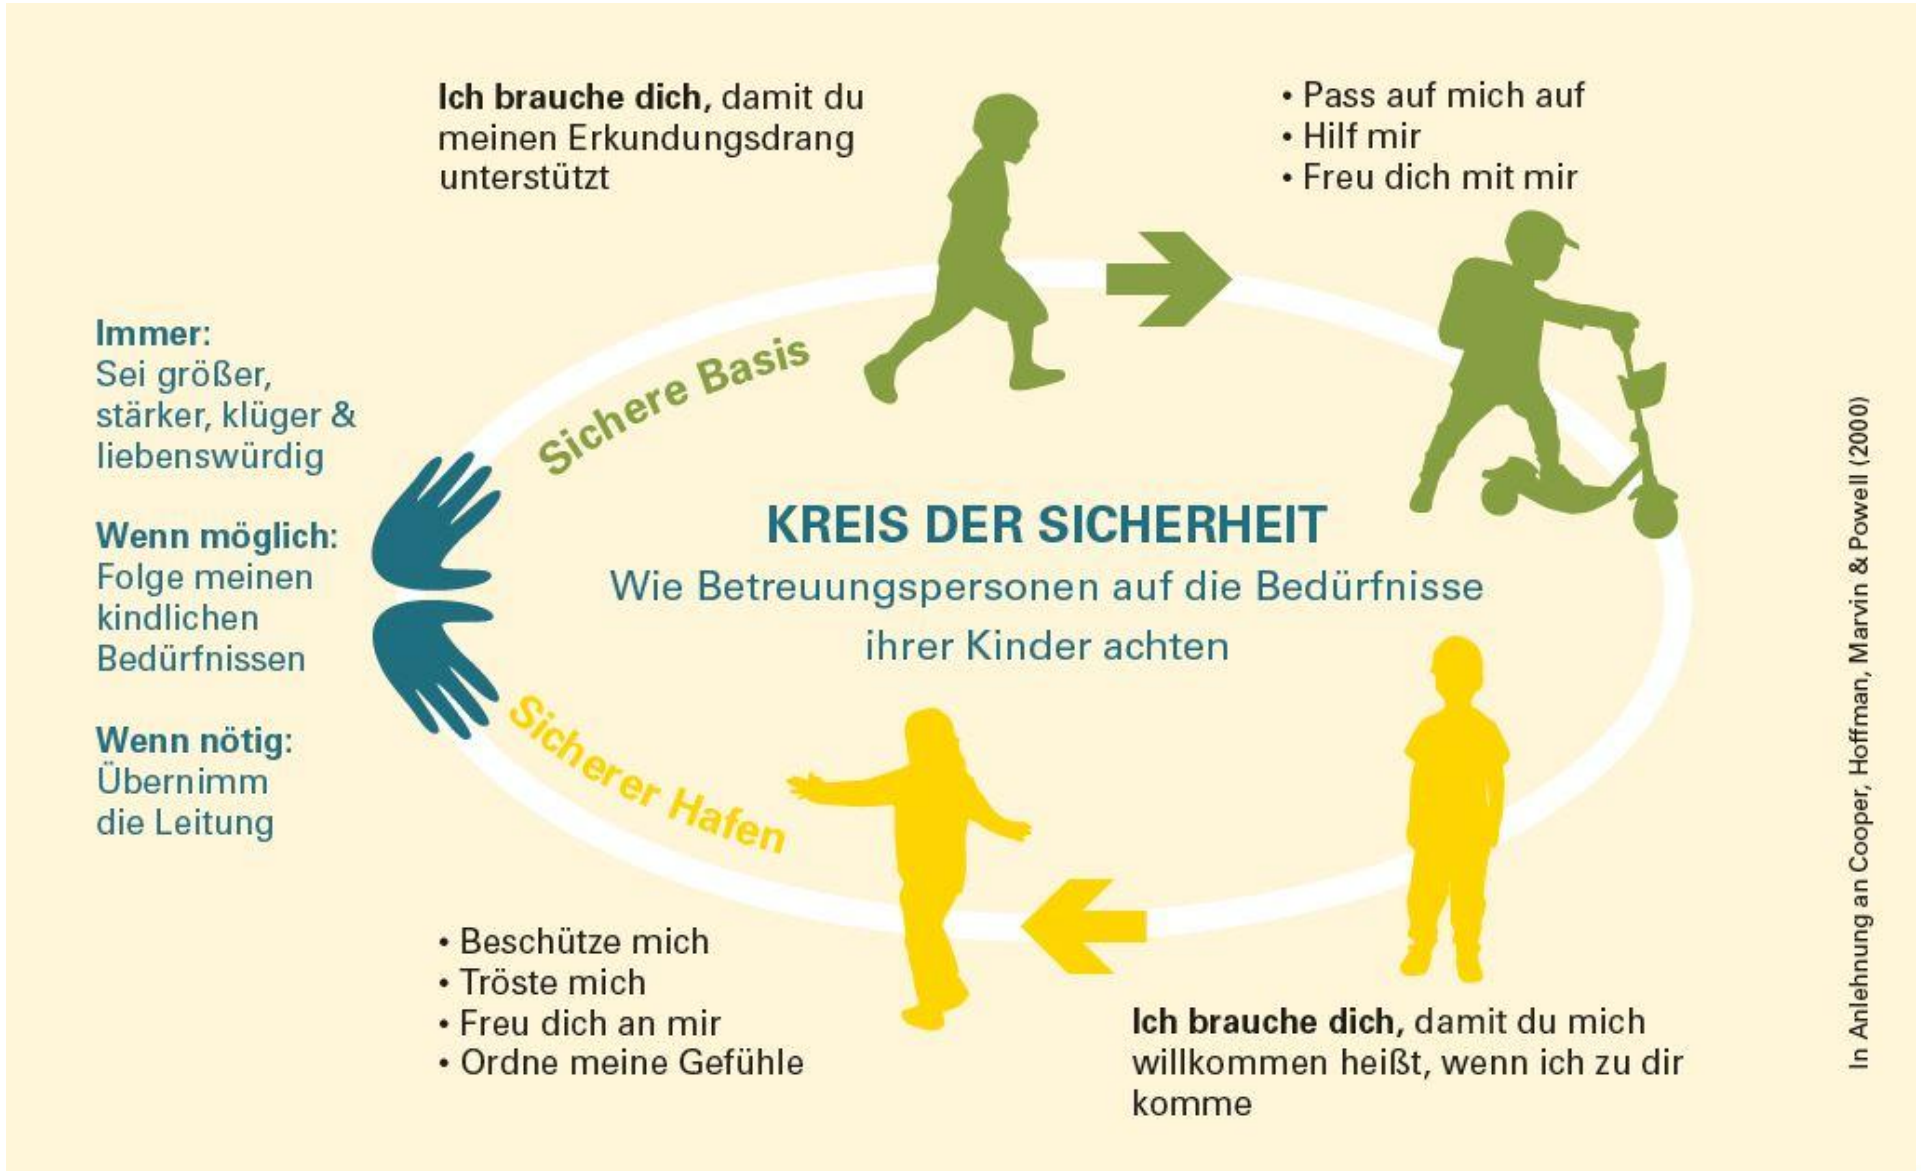 Ich brauche dich, damit du
meinen Erkundungsdrang
unterstützt
• Pass auf mich auf
• Hilf mir
• Freu dich mit mir
Immer:
Sei größer,
stärker, klüger &
liebenswürdig
Wenn möglich:
Folge meinen
kindlichen
Bedürfnissen
Wenn nötig:
Übernimm
die Leitung
Sichere Basis
KREIS DER SICHERHEIT
Wie Betreuungspersonen auf die Bedürfnisse
ihrer Kinder achten
Sicherer Hafen
• Beschütze mich
• Tröste mich
• Freu dich an mir
• Ordne meine Gefühle
Ich brauche dich, damit du mich
willkommen heißt, wenn ich zu dir
komme
In Anlehnung an Cooper, Hoffman, Marvin & Powell (2000)